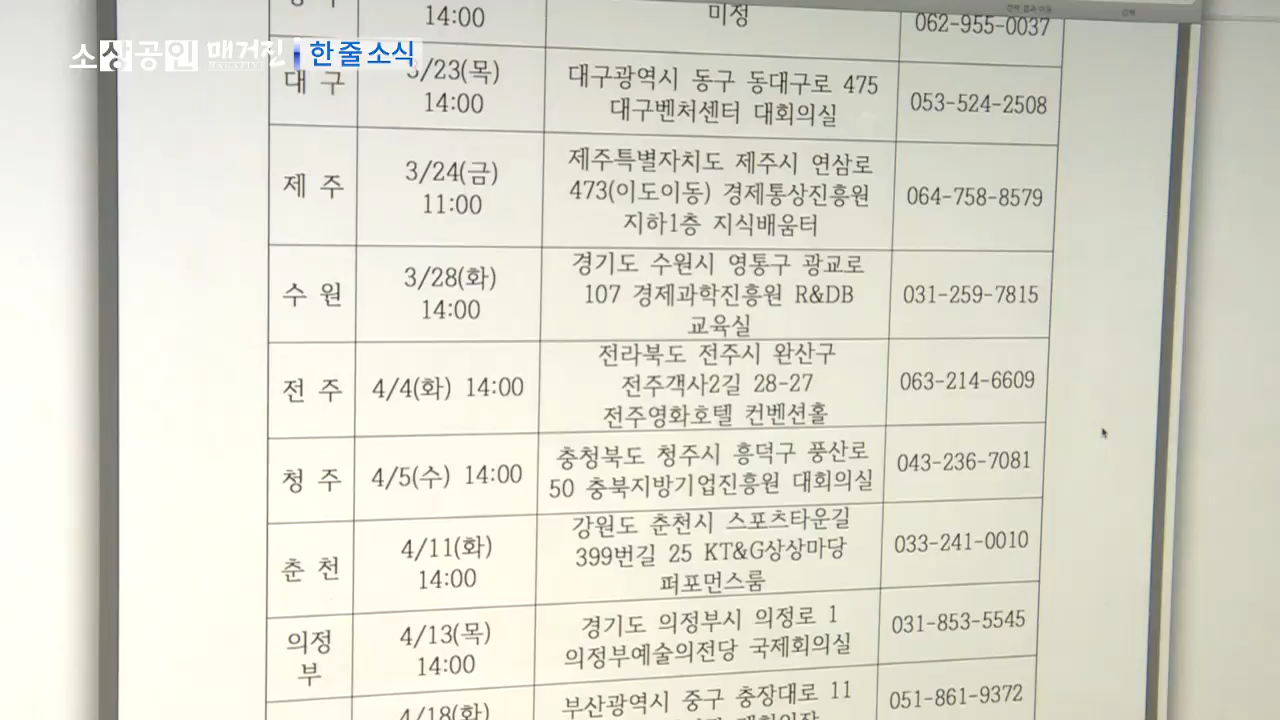 소상공인 매거진 한 줄 소식
MAGAZINE
14:00
미정
062-955-0037
대 구
3/23(목)
14:00
대구광역시 동구 동대구로 475
대구벤처센터 대회의실
053-524-2508
제 주
3/24(금)
11:00
제주특별자치도 제주시 연삼로
473(이도이동) 경제통상진흥원
지하1층 지식배움터
064-758-8579
수 원
3/28(화)
14:00
경기도 수원시 영통구 광교로
107 경제과학진흥원 R&DB
교육실
031-259-7815
전 주
4/4(화) 14:00
전라북도 전주시 완산구
전주객사2길 28-27
전주영화호텔 컨벤션홀
063-214-6609
청 주
4/5(수) 14:00
충청북도 청주시 흥덕구 풍산로
50 충북지방기업진흥원 대회의실
043-236-7081
춘 천
4/11(화)
14:00
강원도 춘천시 스포츠타운길
399번길 25 KT&G상상마당
퍼포먼스룸
033-241-0010
의정
부
4/13(목)
14:00
경기도 의정부시 의정로 1
의정부예술의전당 국제회의실
031-853-5545
4/18(화)
부산광역시 중구 충장대로 11
051-861-9372